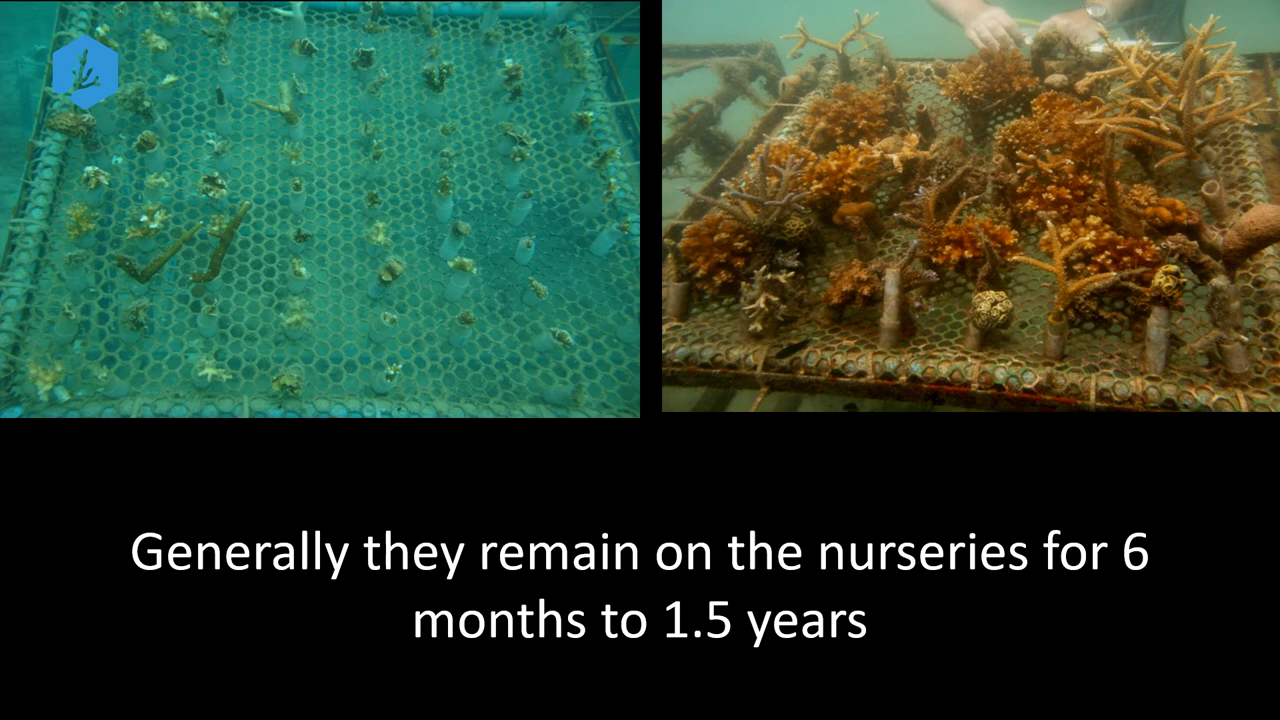 Generally they remain on the nurseries for 6
months to 1.5 years